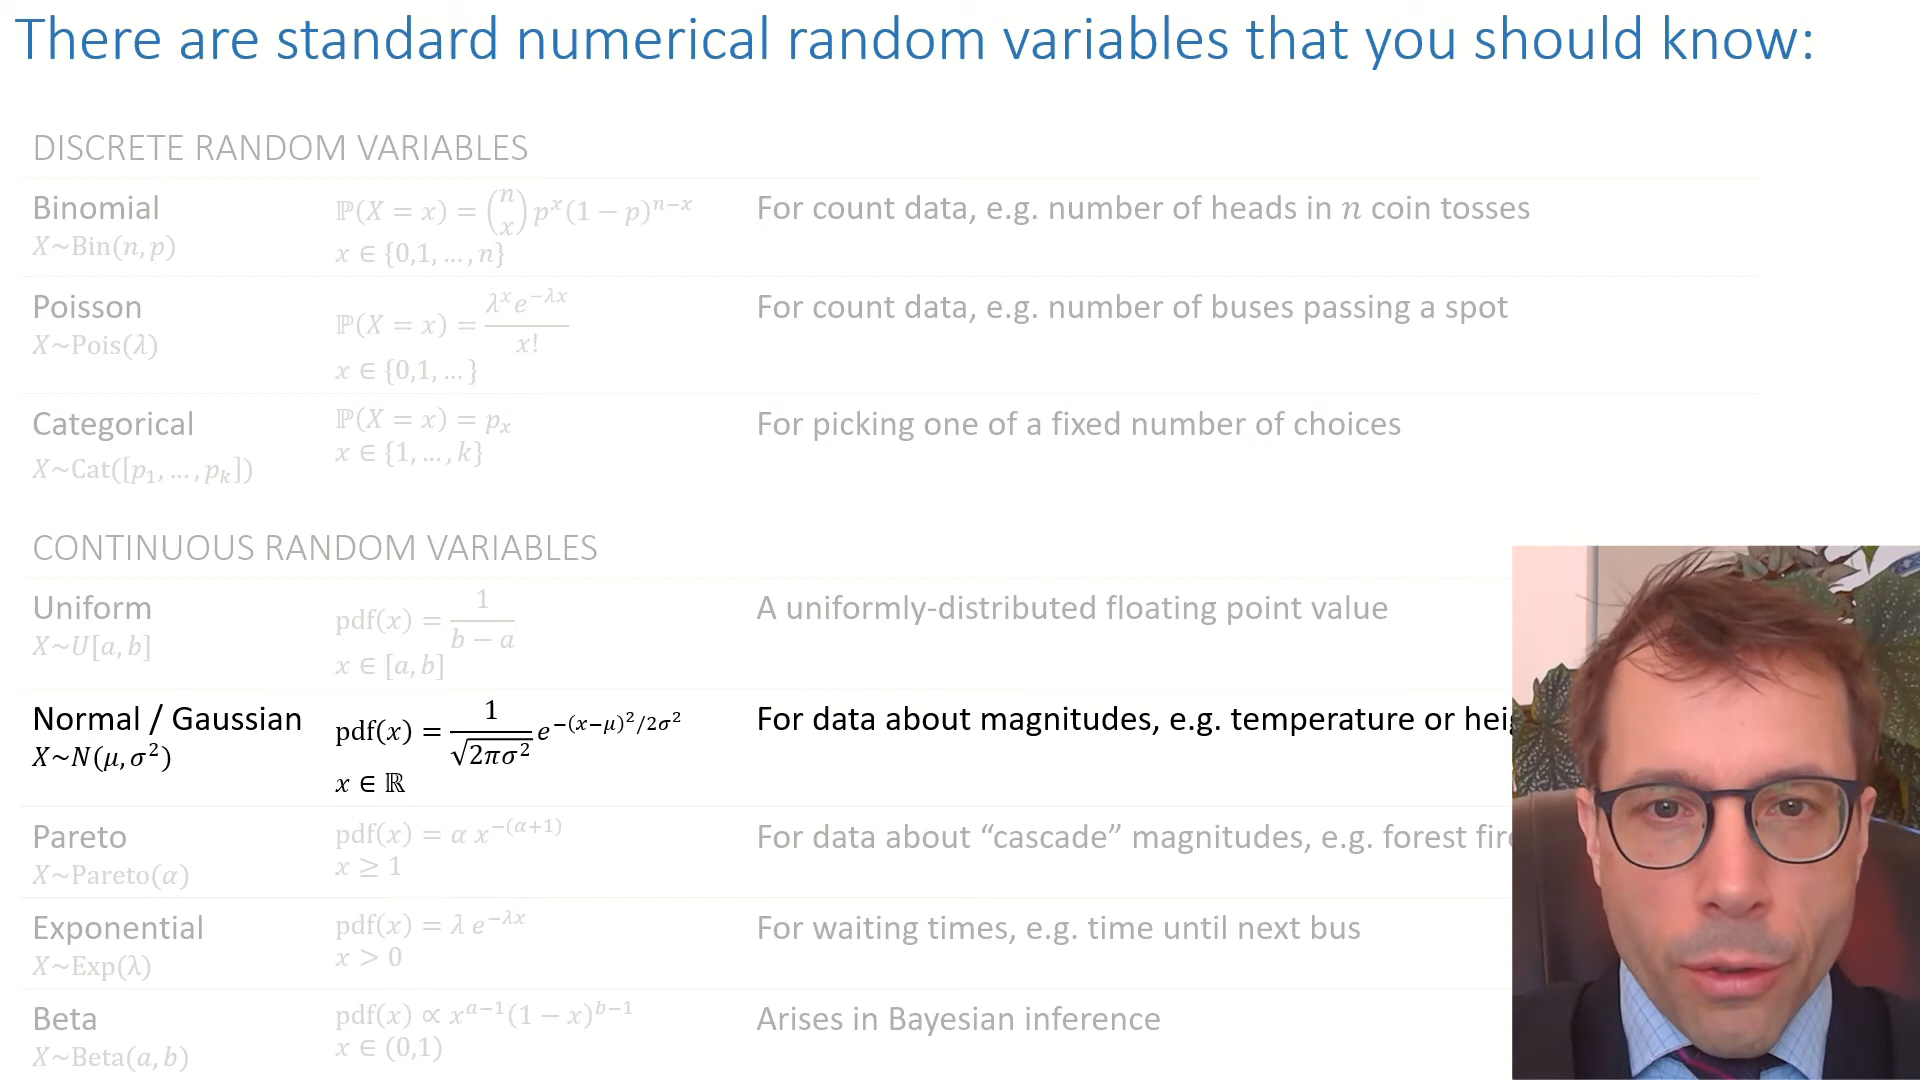 There are standard numerical random variables that you should know:
DISCRETE RANDOM VARIABLES
Binomial
X~Bin(n, p)
ℙ(X = x) = (n x) p^x (1 − p)^{n−x}
x ∈ {0,1, …, n}
For count data, e.g. number of heads in n coin tosses
Poisson
X~Pois(λ)
ℙ(X = x) = λ^x e^{−λx} / x!
x ∈ {0,1, … }
For count data, e.g. number of buses passing a spot
Categorical
X~Cat([p₁, …, pₖ])
ℙ(X = x) = pₓ
x ∈ {1, …, k}
For picking one of a fixed number of choices
CONTINUOUS RANDOM VARIABLES
Uniform
X~U[a, b]
pdf(x) = 1 / (b − a)
x ∈ [a, b]
A uniformly-distributed floating point value
Normal / Gaussian
X~N(μ, σ²)
pdf(x) = 1 / √(2πσ²) e^{−(x−μ)²/2σ²}
x ∈ ℝ
For data about magnitudes, e.g. temperature or
Pareto
X~Pareto(α)
pdf(x) = α x^{−(α+1)}
x ≥ 1
For data about “cascade” magnitudes, e.g. forest
Exponential
X~Exp(λ)
pdf(x) = λ e^{−λx}
x > 0
For waiting times, e.g. time until next bus
Beta
X~Beta(a, b)
pdf(x) ∝ x^{a−1}(1 − x)^{b−1}
x ∈ (0,1)
Arises in Bayesian inference